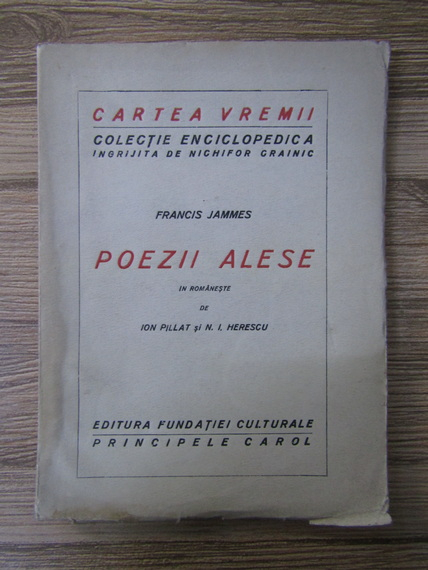 CARTEA VREMII
COLECȚIE ENCICLOPEDICA
INGRIJITA DE NICHIFOR CRAINIC
FRANCIS JAMMES
POEZII ALESE
IN ROMÂNEȘTE
DE
ION PILLAT și N. I. HERESCU
EDITURA FUNDAȚIEI CULTURALE
PRINCIPELE CAROL